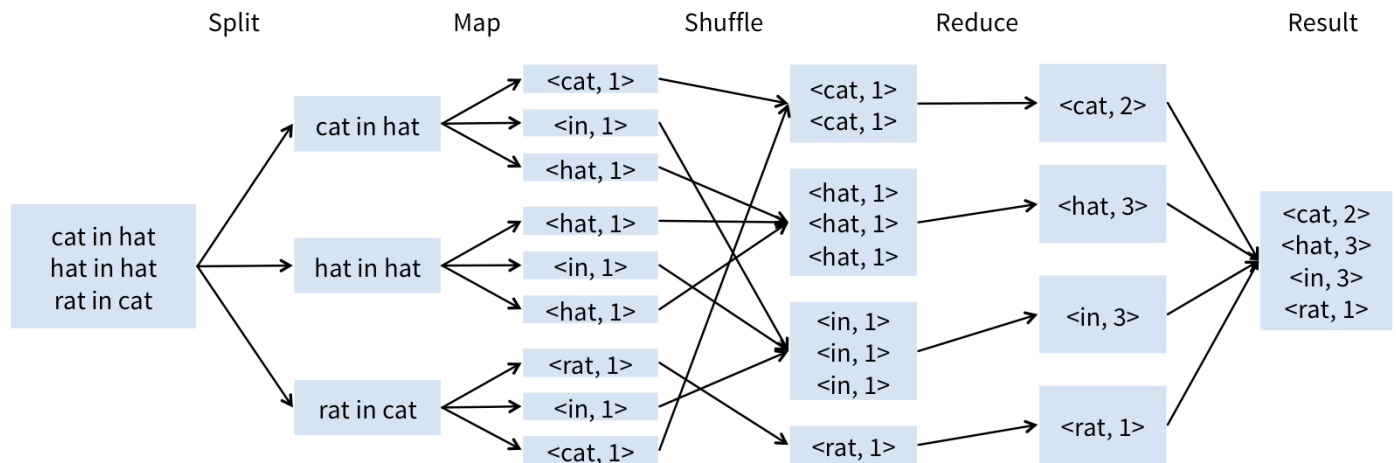 Split
Map
Shuffle
Reduce
Result
cat in hat
hat in hat
rat in cat
cat in hat
hat in hat
rat in cat
<cat, 1>
<in, 1>
<hat, 1>
<hat, 1>
<in, 1>
<hat, 1>
<rat, 1>
<in, 1>
<cat, 1>
<cat, 1>
<cat, 1>
<hat, 1>
<hat, 1>
<hat, 1>
<in, 1>
<in, 1>
<in, 1>
<rat, 1>
<cat, 2>
<hat, 3>
<in, 3>
<rat, 1>
<cat, 2>
<hat, 3>
<in, 3>
<rat, 1>